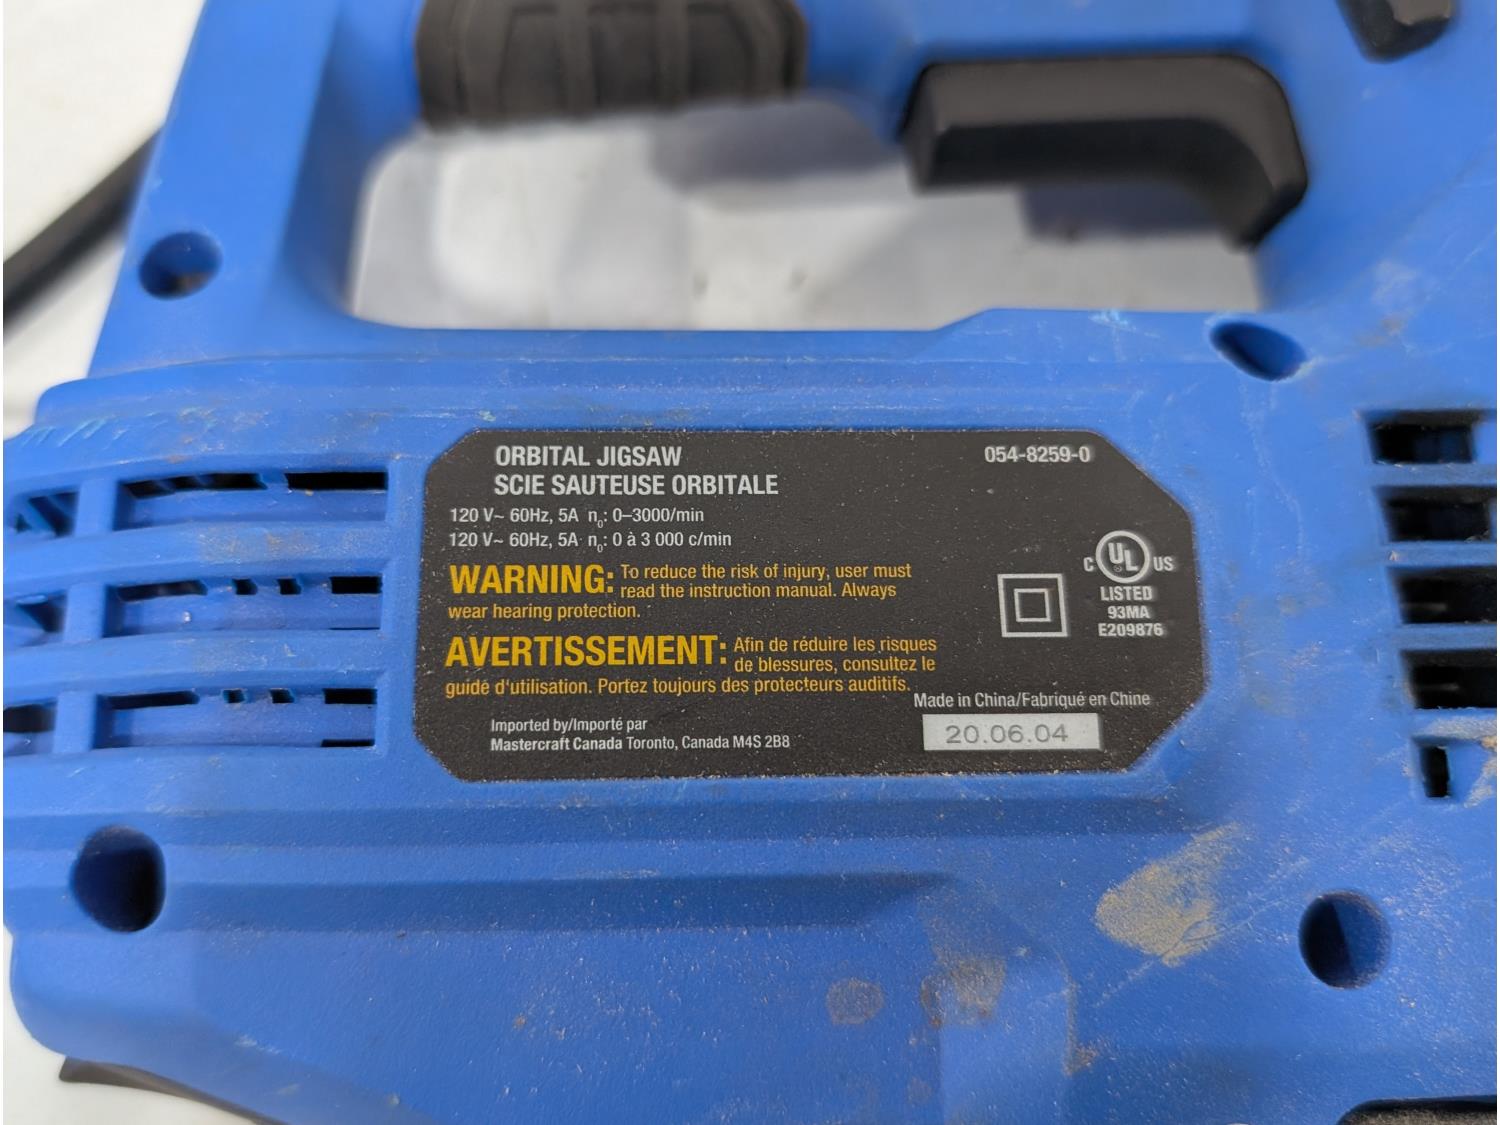 ORBITAL JIGSAW
SCIE SAUTEUSE ORBITALE
054-8259-0
120 V~ 60Hz, 5A n₀: 0–3000/min
120 V~ 60Hz, 5A n₀: 0 à 3 000 c/min
WARNING: To reduce the risk of injury, user must
read the instruction manual. Always
wear hearing protection.
AVERTISSEMENT: Afin de réduire les risques
de blessures, consultez le
guide d'utilisation. Portez toujours des protecteurs auditifs.
C UL US
LISTED
93MA
E209876
Made in China/Fabriqué en Chine
20.06.04
Imported by/Importé par
Mastercraft Canada Toronto, Canada M4S 2B8